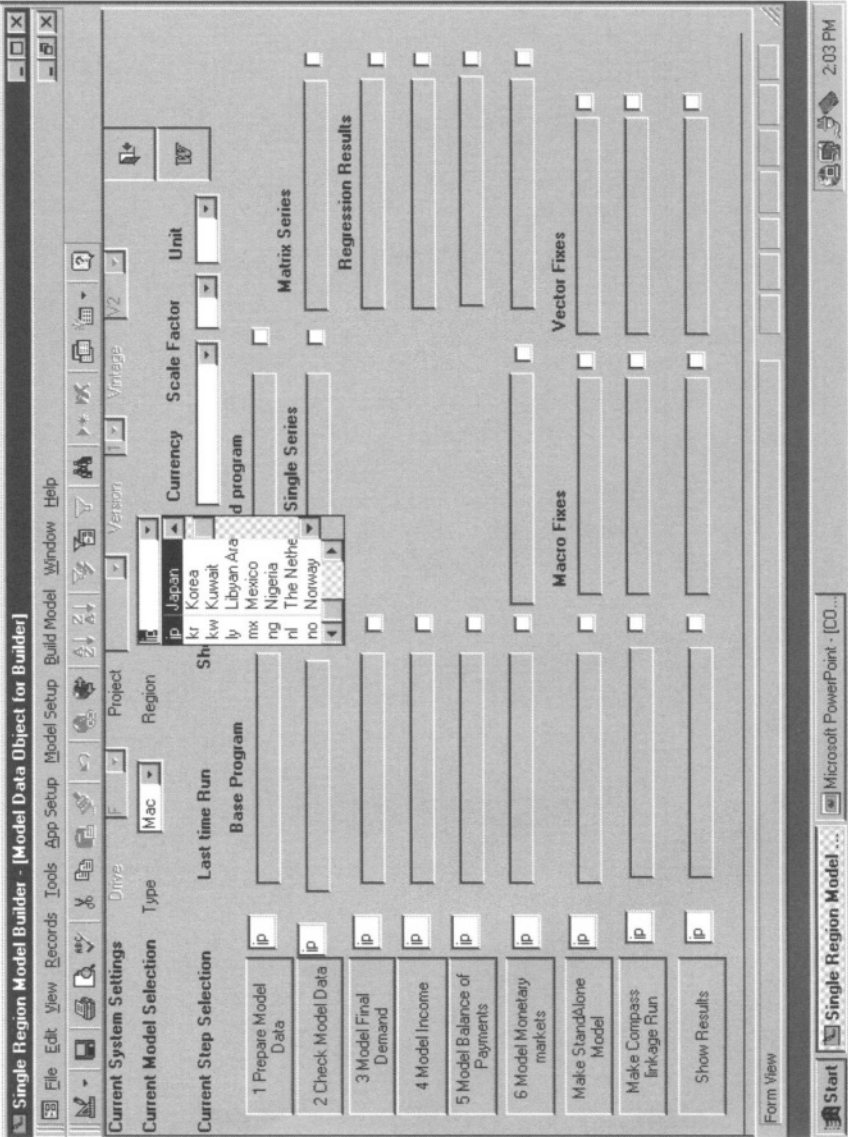 Single Region Model Builder - [Model Data Object for Builder]
File Edit View Records Tools App Setup Model Setup Build Model Window Help
Current System Settings Drive F Project Version 1 Vintage V2
Current Model Selection Type Mac Region jp
jp Japan
kr Korea
kw Kuwait
ly Libyan Ara
mx Mexico
ng Nigeria
nl The Nethe
no Norway
Currency Scale Factor Unit
W
Current Step Selection Last time Run Sh
Base Program d program
1 Prepare Model Data jp
Single Series Matrix Series
2 Check Model Data jp
Regression Results
3 Model Final Demand jp
4 Model Income jp
5 Model Balance of Payments jp
6 Model Monetary markets jp
Macro Fixes Vector Fixes
Make StandAlone Model jp
Make Compass linkage Run jp
Show Results jp
Form View
Start Single Region Model ... Microsoft PowerPoint - [CO... 2:03 PM